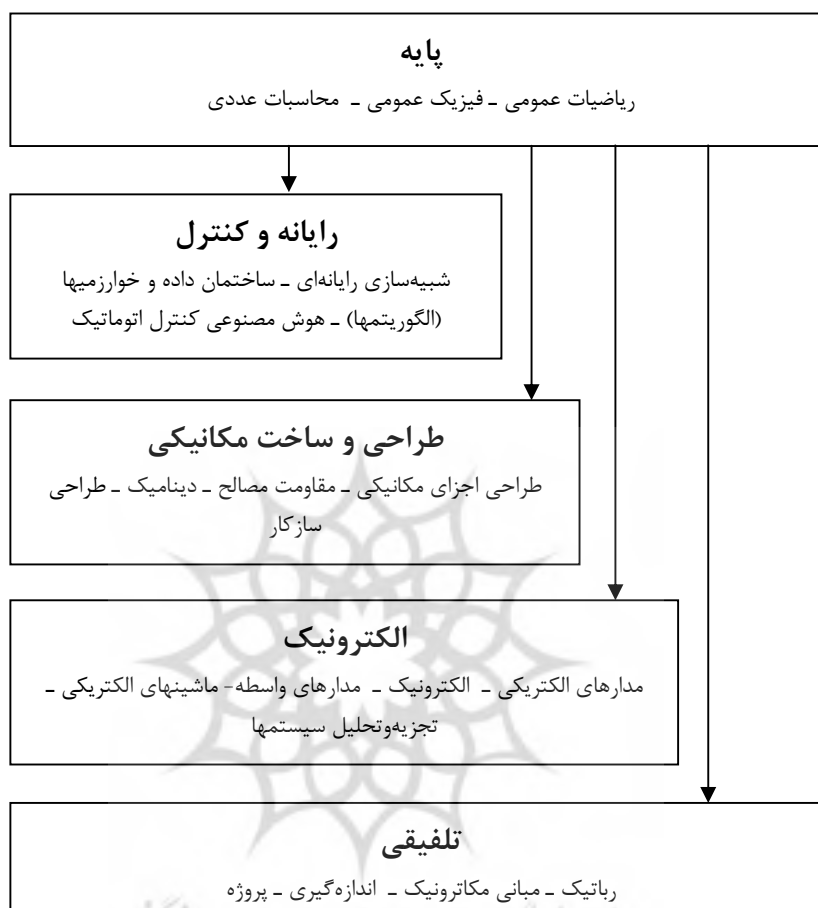 پایه
ریاضیات عمومی ـ فیزیک عمومی ـ محاسبات عددی
رایانه و کنترل
شبیه‌سازی رایانه‌ای ـ ساختمان داده و خوارزمیها
(الگوریتمها) ـ هوش مصنوعی کنترل اتوماتیک
طراحی و ساخت مکانیکی
طراحی اجزای مکانیکی ـ مقاومت مصالح ـ دینامیک ـ طراحی
سازکار
الکترونیک
مدارهای الکتریکی ـ الکترونیک ـ مدارهای واسطه- ماشینهای الکتریکی ـ
تجزیه‌وتحلیل سیستمها
تلفیقی
رباتیک ـ مبانی مکاترونیک ـ اندازه‌گیری ـ پروژه